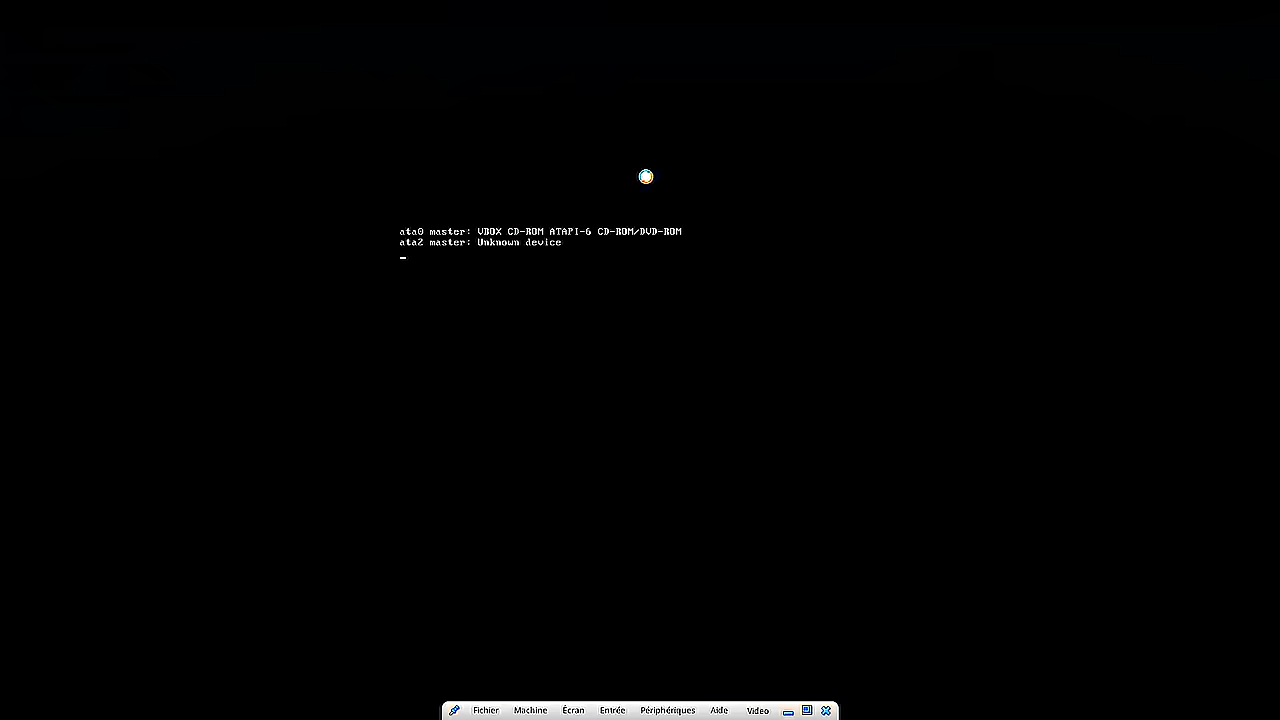 ata0 master: VBOX CD-ROM ATAPI-6 CD-ROM/DVD-ROM
ata2 master: Unknown device
Fichier Machine Écran Entrée Périphériques Aide Video